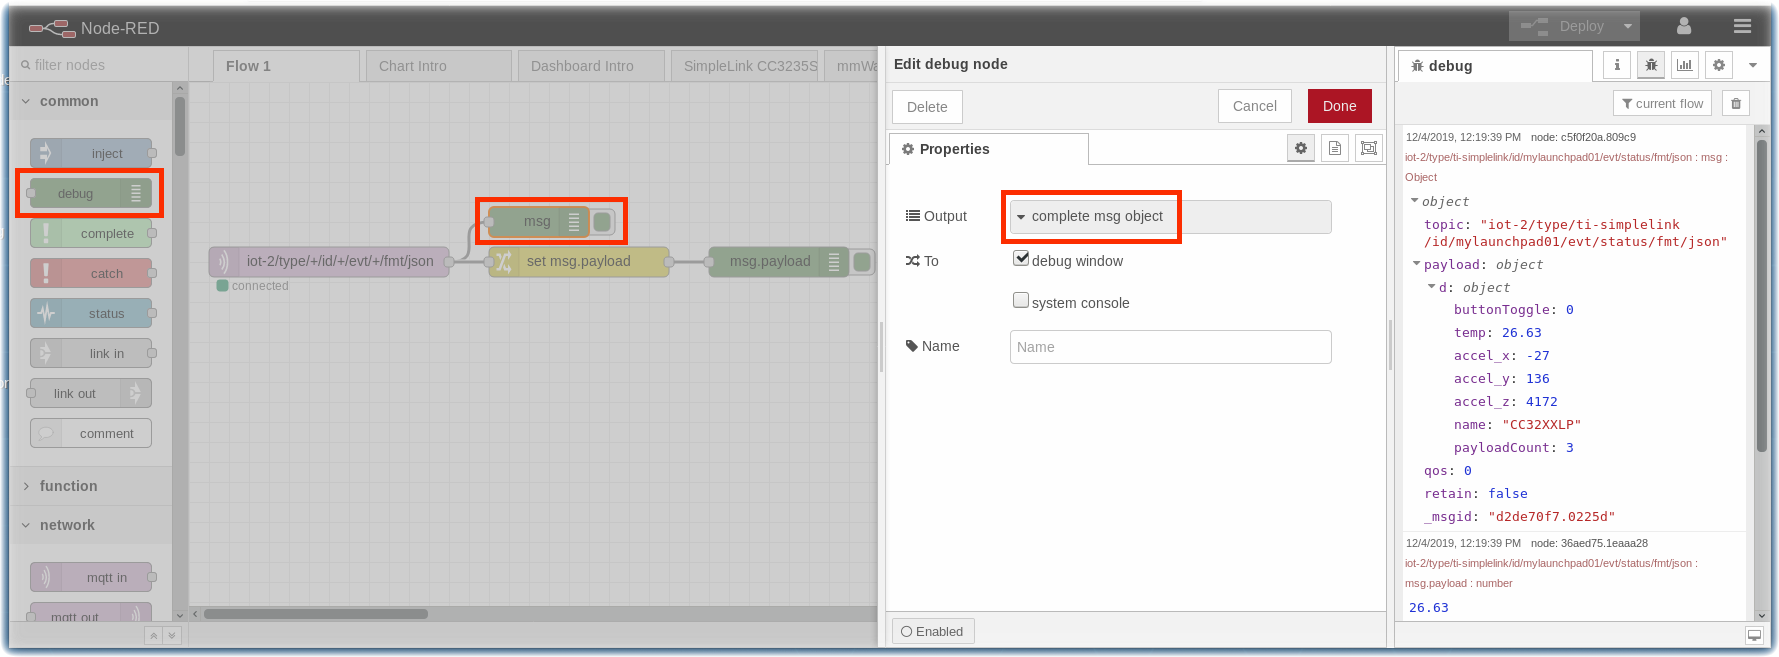 Node-RED
Deploy
filter nodes
common
inject
debug
complete
catch
status
link in
link out
comment
function
network
mqtt in
mqtt out
Flow 1
Chart Intro
Dashboard Intro
SimpleLink CC3235S
mmWa
msg
iot-2/type/+/id/+/evt/+/fmt/json
set msg.payload
msg.payload
connected
Edit debug node
Delete
Cancel
Done
Properties
Output
complete msg object
To
debug window
system console
Name
Name
Enabled
debug
i
current flow
12/4/2019, 12:19:39 PM node: c5f0f20a.809c9
iot-2/type/ti-simplelink/id/mylaunchpad01/evt/status/fmt/json : msg :
Object
object
topic: "iot-2/type/ti-simplelink
/id/mylaunchpad01/evt/status/fmt/json"
payload: object
d: object
buttonToggle: 0
temp: 26.63
accel_x: -27
accel_y: 136
accel_z: 4172
name: "CC32XXLP"
payloadCount: 3
qos: 0
retain: false
_msgid: "d2de70f7.0225d"
12/4/2019, 12:19:39 PM node: 36aed75.1eaaa28
iot-2/type/ti-simplelink/id/mylaunchpad01/evt/status/fmt/json :
msg.payload : number
26.63